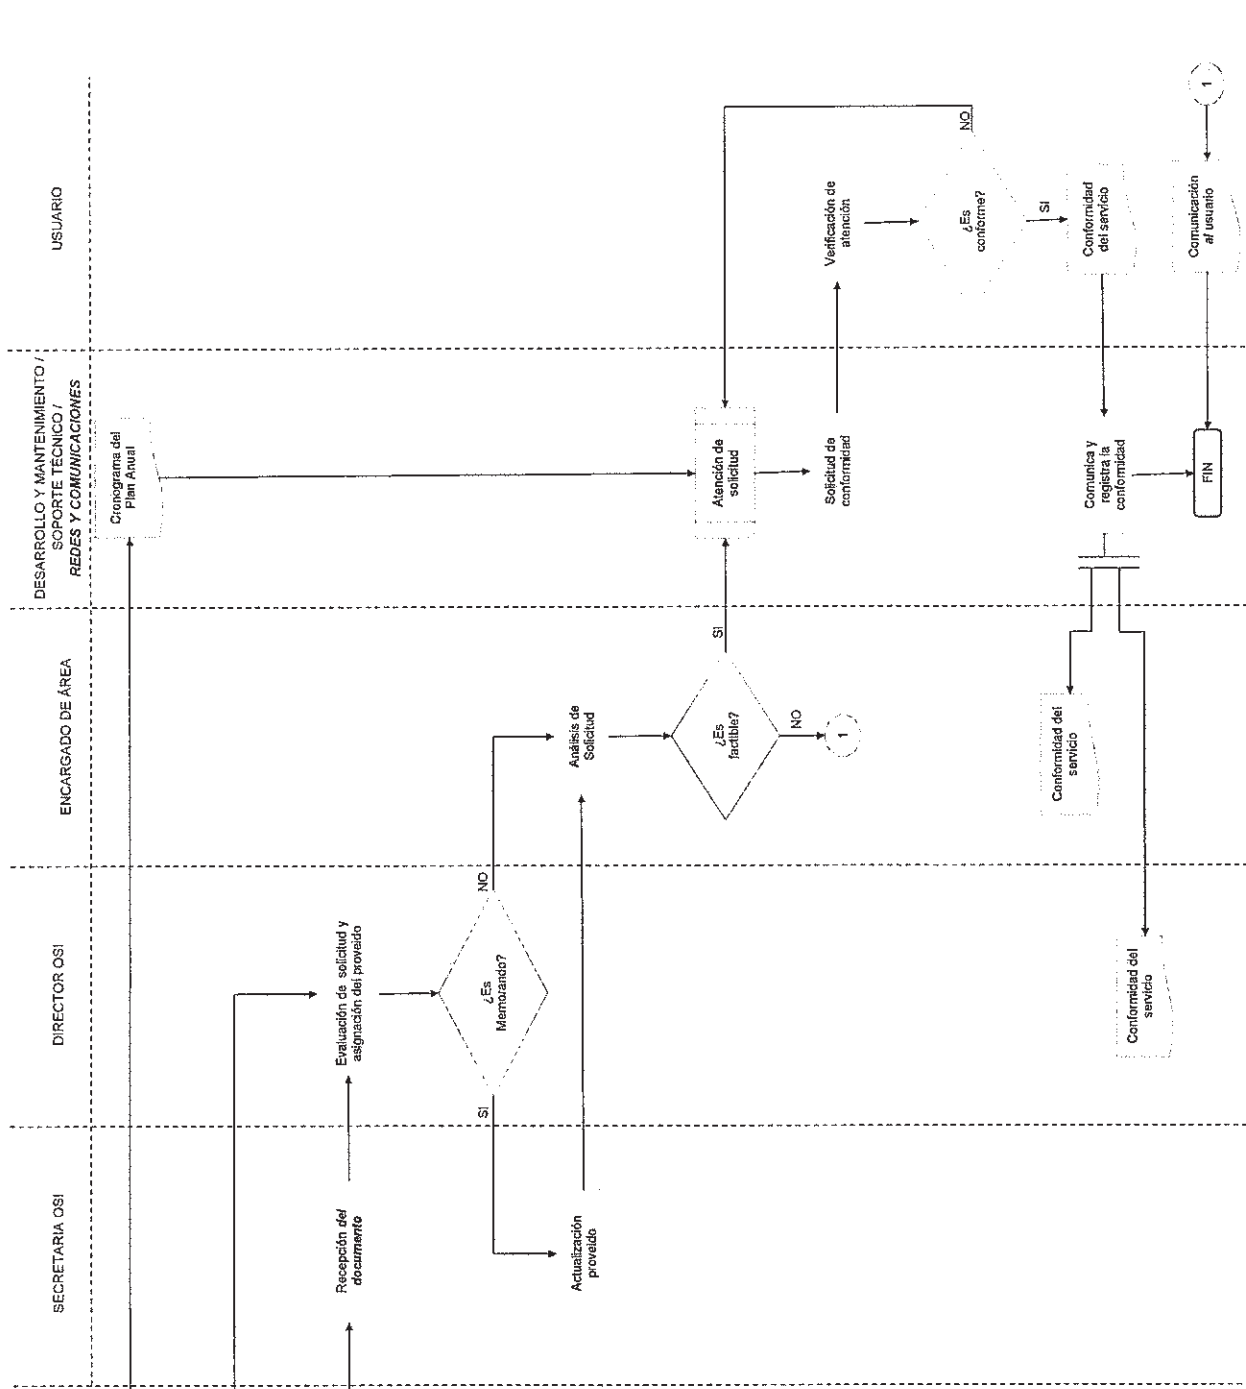 SECRETARIA OSI
DIRECTOR OSI
ENCARGADO DE ÁREA
DESARROLLO Y MANTENIMIENTO /
SOPORTE TÉCNICO /
REDES Y COMUNICACIONES
USUARIO
Cronograma del
Plan Anual
Recepción del
documento
Evaluación de solicitud y
asignación del proveido
¿Es
Memorando?
SI
NO
Actualización
proveido
Análisis de
Solicitud
¿Es
factible?
SI
NO
1
Atención de
solicitud
Solicitud de
conformidad
Verificación de
atención
¿Es
conforme?
NO
SI
Conformidad
del servicio
Comunica y
registra la
conformidad
Conformidad del
servicio
Conformidad del
servicio
1
Comunicación
al usuario
FIN